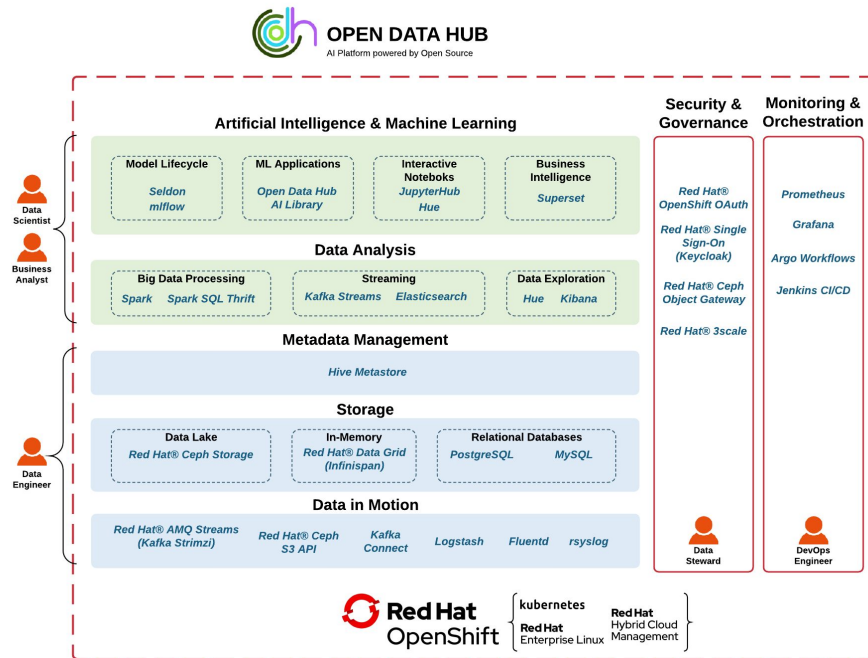 OPEN DATA HUB
AI Platform powered by Open Source
Artificial Intelligence & Machine Learning
Model Lifecycle
Seldon
mlflow
ML Applications
Open Data Hub
AI Library
Interactive
Noteboks
JupyterHub
Hue
Business
Intelligence
Superset
Data
Scientist
Business
Analyst
Data Analysis
Big Data Processing
Spark Spark SQL Thrift
Streaming
Kafka Streams Elasticsearch
Data Exploration
Hue Kibana
Metadata Management
Hive Metastore
Storage
Data Lake
Red Hat® Ceph Storage
In-Memory
Red Hat® Data Grid
(Infinispan)
Relational Databases
PostgreSQL MySQL
Data
Engineer
Data in Motion
Red Hat® AMQ Streams
(Kafka Strimzi)
Red Hat® Ceph
S3 API
Kafka
Connect
Logstash
Fluentd
rsyslog
Security &
Governance
Red Hat®
OpenShift OAuth
Red Hat® Single
Sign-On
(Keycloak)
Red Hat® Ceph
Object Gateway
Red Hat® 3scale
Data
Steward
Monitoring &
Orchestration
Prometheus
Grafana
Argo Workflows
Jenkins CI/CD
DevOps
Engineer
Red Hat
OpenShift
kubernetes
Red Hat
Enterprise Linux
Red Hat
Hybrid Cloud
Management